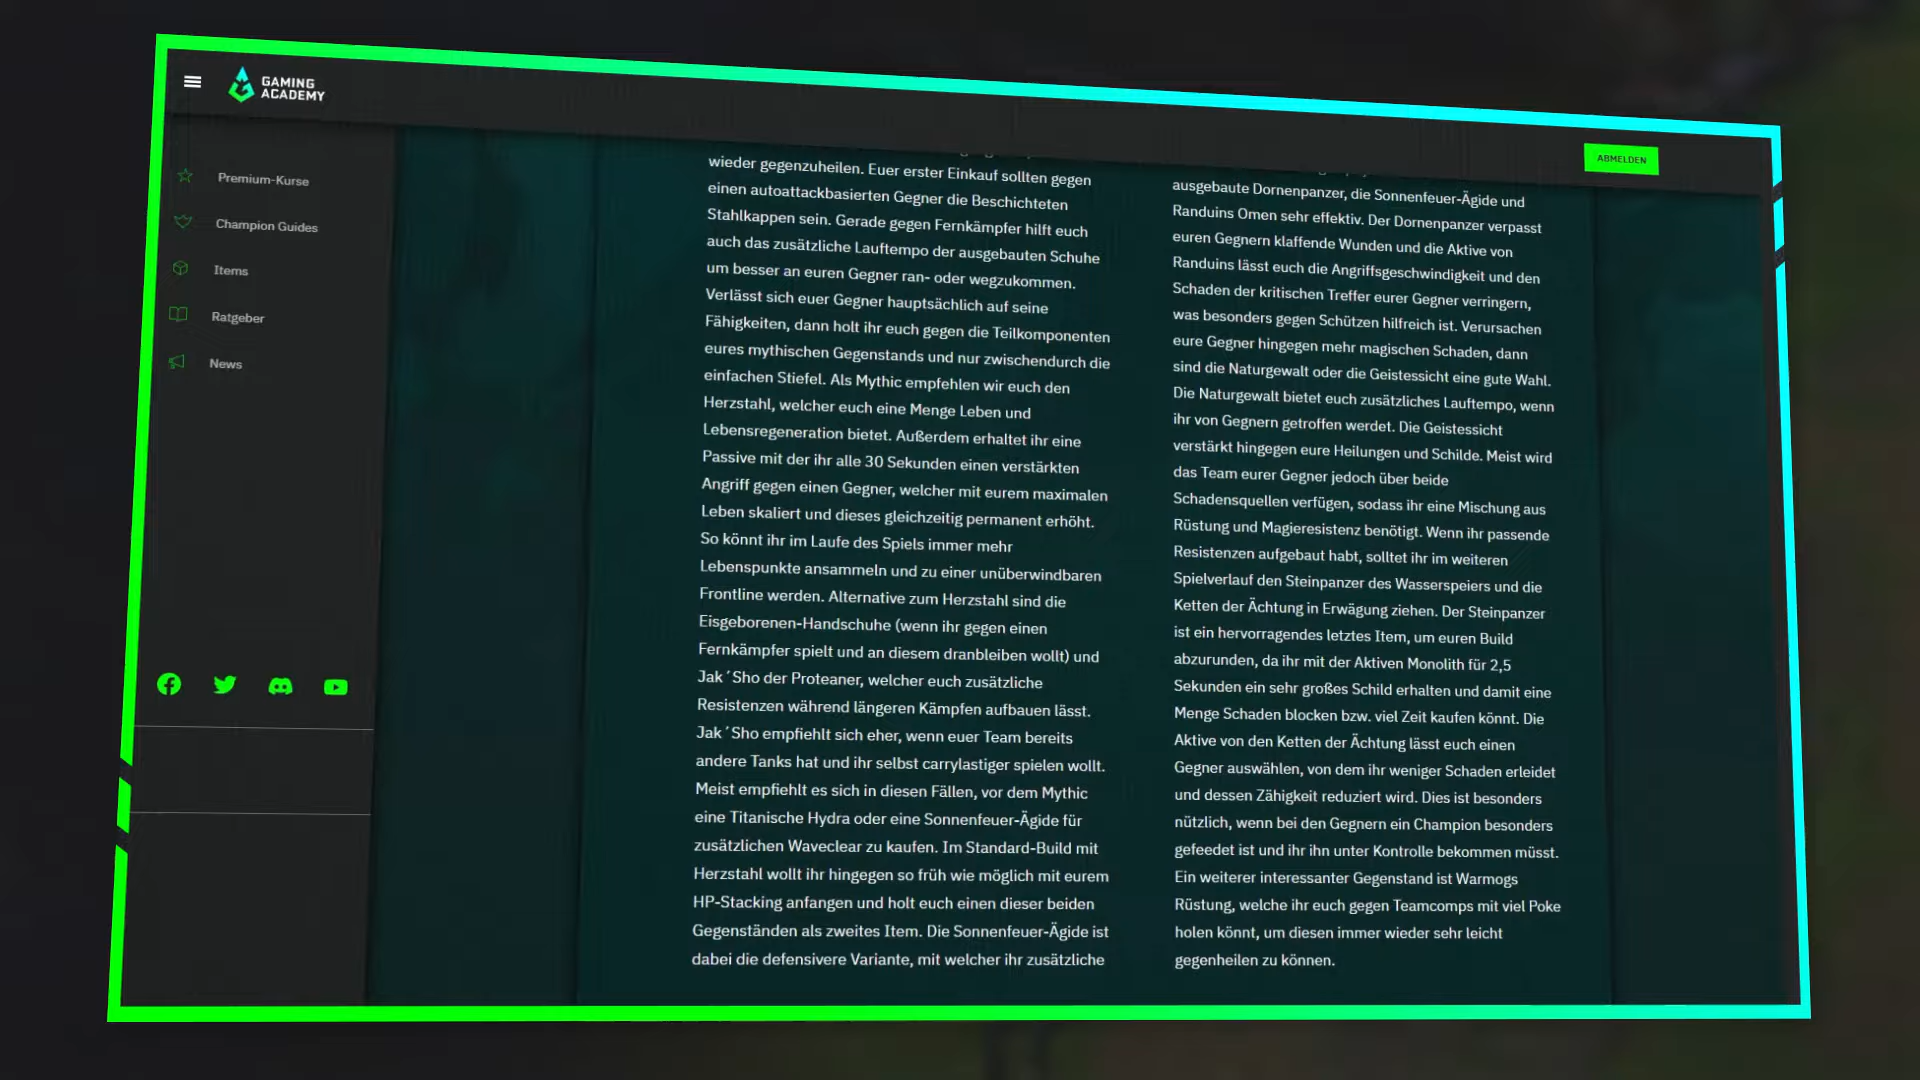 GAMING
ACADEMY
ABMELDEN
Premium-Kurse
Champion Guides
Items
Ratgeber
News
wieder gegenzuheilen. Euer erster Einkauf sollten gegen
einen autoattackbasierten Gegner die Beschichteten
Stahlkappen sein. Gerade gegen Fernkämpfer hilft euch
auch das zusätzliche Lauftempo der ausgebauten Schuhe
um besser an euren Gegner ran- oder wegzukommen.
Verlässt sich euer Gegner hauptsächlich auf seine
Fähigkeiten, dann holt ihr euch gegen die Teilkomponenten
eures mythischen Gegenstands und nur zwischendurch die
einfachen Stiefel. Als Mythic empfehlen wir euch den
Herzstahl, welcher euch eine Menge Leben und
Lebensregeneration bietet. Außerdem erhaltet ihr eine
Passive mit der ihr alle 30 Sekunden einen verstärkten
Angriff gegen einen Gegner, welcher mit eurem maximalen
Leben skaliert und dieses gleichzeitig permanent erhöht.
So könnt ihr im Laufe des Spiels immer mehr
Lebenspunkte ansammeln und zu einer unüberwindbaren
Frontline werden. Alternative zum Herzstahl sind die
Eisgeborenen-Handschuhe (wenn ihr gegen einen
Fernkämpfer spielt und an diesem dranbleiben wollt) und
Jak´Sho der Proteaner, welcher euch zusätzliche
Resistenzen während längeren Kämpfen aufbauen lässt.
Jak´Sho empfiehlt sich eher, wenn euer Team bereits
andere Tanks hat und ihr selbst carrylastiger spielen wollt.
Meist empfiehlt es sich in diesen Fällen, vor dem Mythic
eine Titanische Hydra oder eine Sonnenfeuer-Ägide für
zusätzlichen Waveclear zu kaufen. Im Standard-Build mit
Herzstahl wollt ihr hingegen so früh wie möglich mit eurem
HP-Stacking anfangen und holt euch einen dieser beiden
Gegenständen als zweites Item. Die Sonnenfeuer-Ägide ist
dabei die defensivere Variante, mit welcher ihr zusätzliche
ausgebaute Dornenpanzer, die Sonnenfeuer-Ägide und
Randuins Omen sehr effektiv. Der Dornenpanzer verpasst
euren Gegnern klaffende Wunden und die Aktive von
Randuins lässt euch die Angriffsgeschwindigkeit und den
Schaden der kritischen Treffer eurer Gegner verringern,
was besonders gegen Schützen hilfreich ist. Verursachen
eure Gegner hingegen mehr magischen Schaden, dann
sind die Naturgewalt oder die Geistessicht eine gute Wahl.
Die Naturgewalt bietet euch zusätzliches Lauftempo, wenn
ihr von Gegnern getroffen werdet. Die Geistessicht
verstärkt hingegen eure Heilungen und Schilde. Meist wird
das Team eurer Gegner jedoch über beide
Schadensquellen verfügen, sodass ihr eine Mischung aus
Rüstung und Magieresistenz benötigt. Wenn ihr passende
Resistenzen aufgebaut habt, solltet ihr im weiteren
Spielverlauf den Steinpanzer des Wasserspeiers und die
Ketten der Ächtung in Erwägung ziehen. Der Steinpanzer
ist ein hervorragendes letztes Item, um euren Build
abzurunden, da ihr mit der Aktiven Monolith für 2,5
Sekunden ein sehr großes Schild erhalten und damit eine
Menge Schaden blocken bzw. viel Zeit kaufen könnt. Die
Aktive von den Ketten der Ächtung lässt euch einen
Gegner auswählen, von dem ihr weniger Schaden erleidet
und dessen Zähigkeit reduziert wird. Dies ist besonders
nützlich, wenn bei den Gegnern ein Champion besonders
gefeedet ist und ihr ihn unter Kontrolle bekommen müsst.
Ein weiterer interessanter Gegenstand ist Warmogs
Rüstung, welche ihr euch gegen Teamcomps mit viel Poke
holen könnt, um diesen immer wieder sehr leicht
gegenheilen zu können.